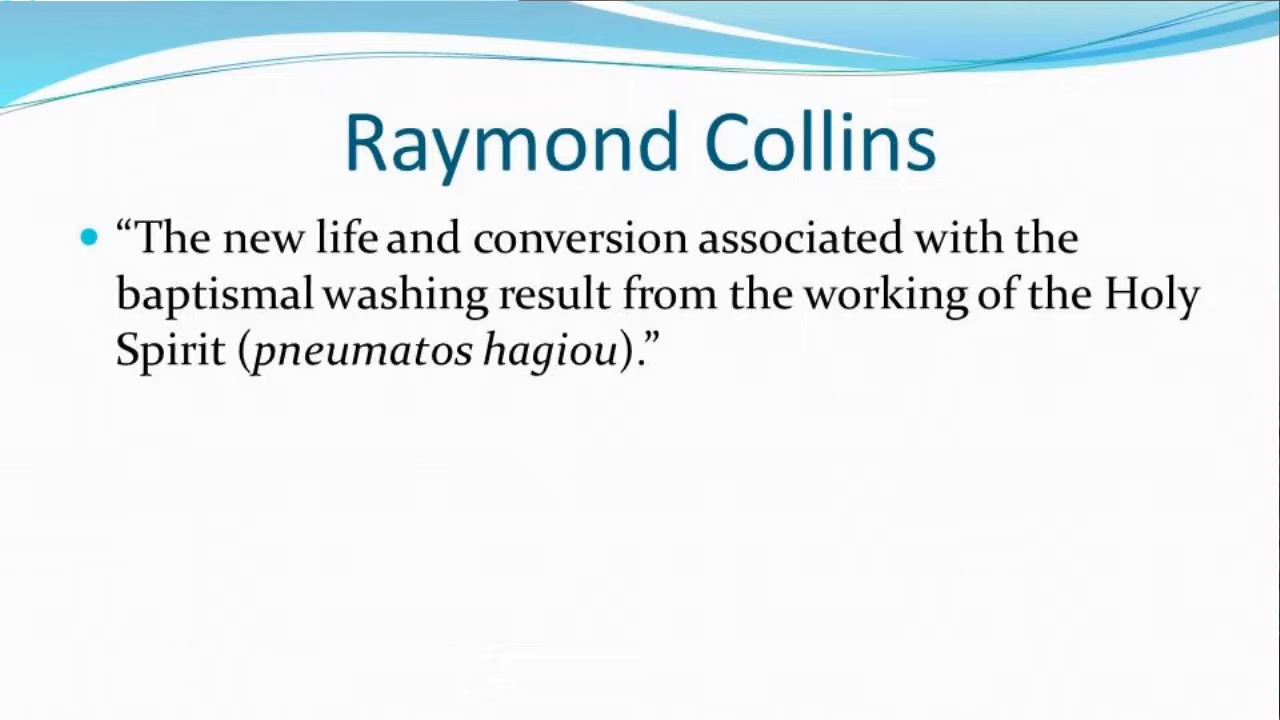 Raymond Collins
• “The new life and conversion associated with the
baptismal washing result from the working of the Holy
Spirit (pneumatos hagiou).”